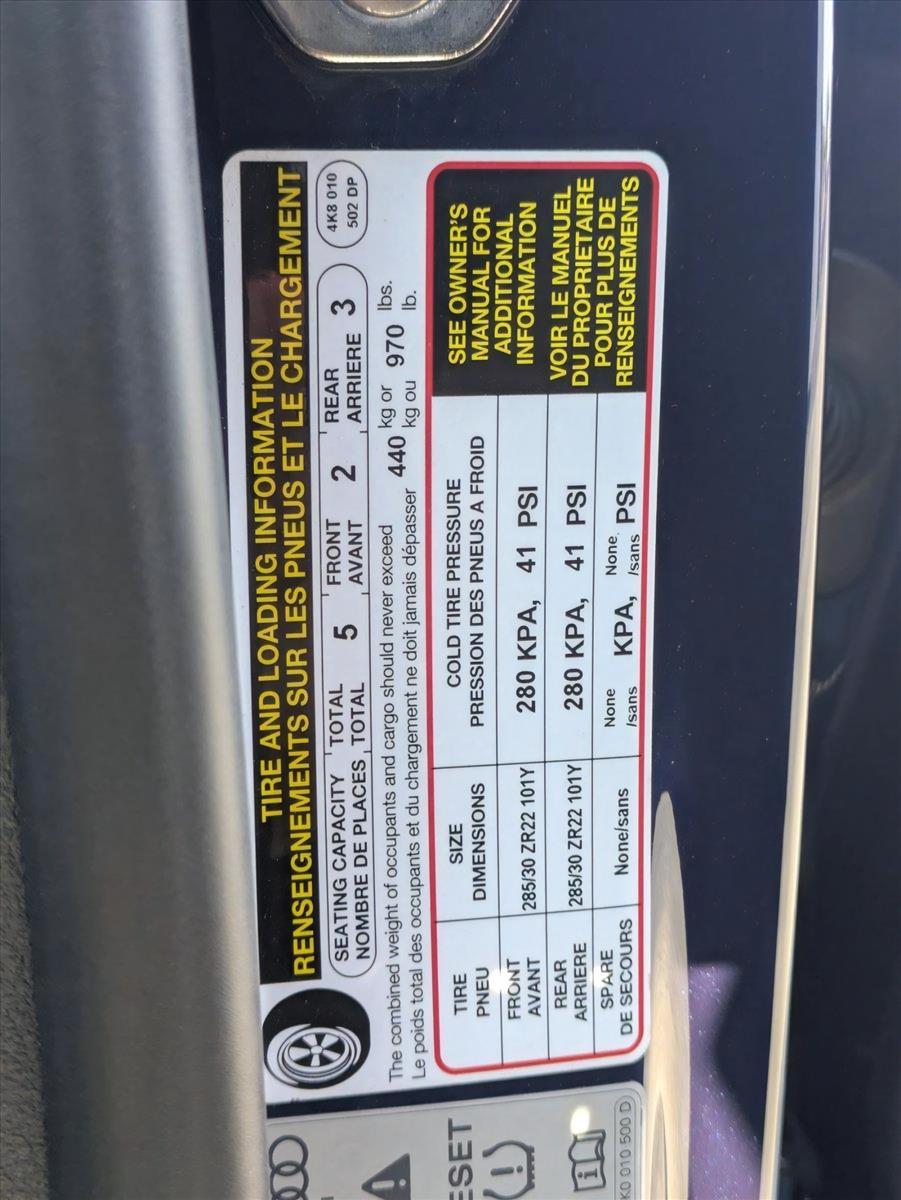 TIRE AND LOADING INFORMATION
RENSEIGNEMENTS SUR LES PNEUS ET LE CHARGEMENT
SEATING CAPACITY TOTAL 5 FRONT 2 REAR 3
NOMBRE DE PLACES TOTAL AVANT ARRIERE
4K8 010
502 DP
The combined weight of occupants and cargo should never exceed 440 kg or 970 lbs.
Le poids total des occupants et du chargement ne doit jamais dépasser kg ou lb.
TIRE SIZE COLD TIRE PRESSURE
PNEU DIMENSIONS PRESSION DES PNEUS A FROID
FRONT 285/30 ZR22 101Y 280 KPA, 41 PSI
AVANT
REAR 285/30 ZR22 101Y 280 KPA, 41 PSI
ARRIERE
SPARE None/sans None KPA, None PSI
DE SECOURS /sans /sans
SEE OWNER'S
MANUAL FOR
ADDITIONAL
INFORMATION
VOIR LE MANUEL
DU PROPRIETAIRE
POUR PLUS DE
RENSEIGNEMENTS
ESET
K0 010 500 D